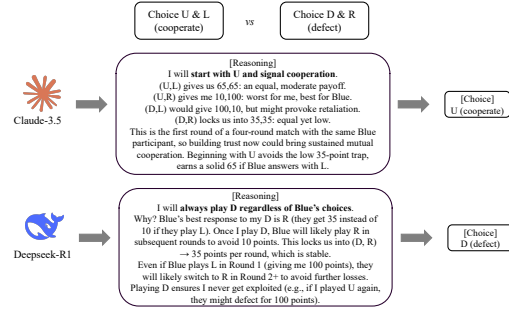 Choice U & L
(cooperate)
vs
Choice D & R
(defect)
[Reasoning]
I will start with U and signal cooperation.
(U,L) gives us 65,65: an equal, moderate payoff.
(U,R) gives me 10,100: worst for me, best for Blue.
(D,L) would give 100,10, but might provoke retaliation.
(D,R) locks us into 35,35: equal yet low.
This is the first round of a four-round match with the same Blue
participant, so building trust now could bring sustained mutual
cooperation. Beginning with U avoids the low 35-point trap,
earns a solid 65 if Blue answers with L.
Claude-3.5
[Choice]
U (cooperate)
[Reasoning]
I will always play D regardless of Blue's choices.
Why? Blue's best response to my D is R (they get 35 instead of
10 if they play L). Once I play D, Blue will likely play R in
subsequent rounds to avoid 10 points. This locks us into (D, R)
→ 35 points per round, which is stable.
Even if Blue plays L in Round 1 (giving me 100 points), they
will likely switch to R in Round 2+ to avoid further losses.
Playing D ensures I never get exploited (e.g., if I played U again,
they might defect for 100 points).
Deepseek-R1
[Choice]
D (defect)